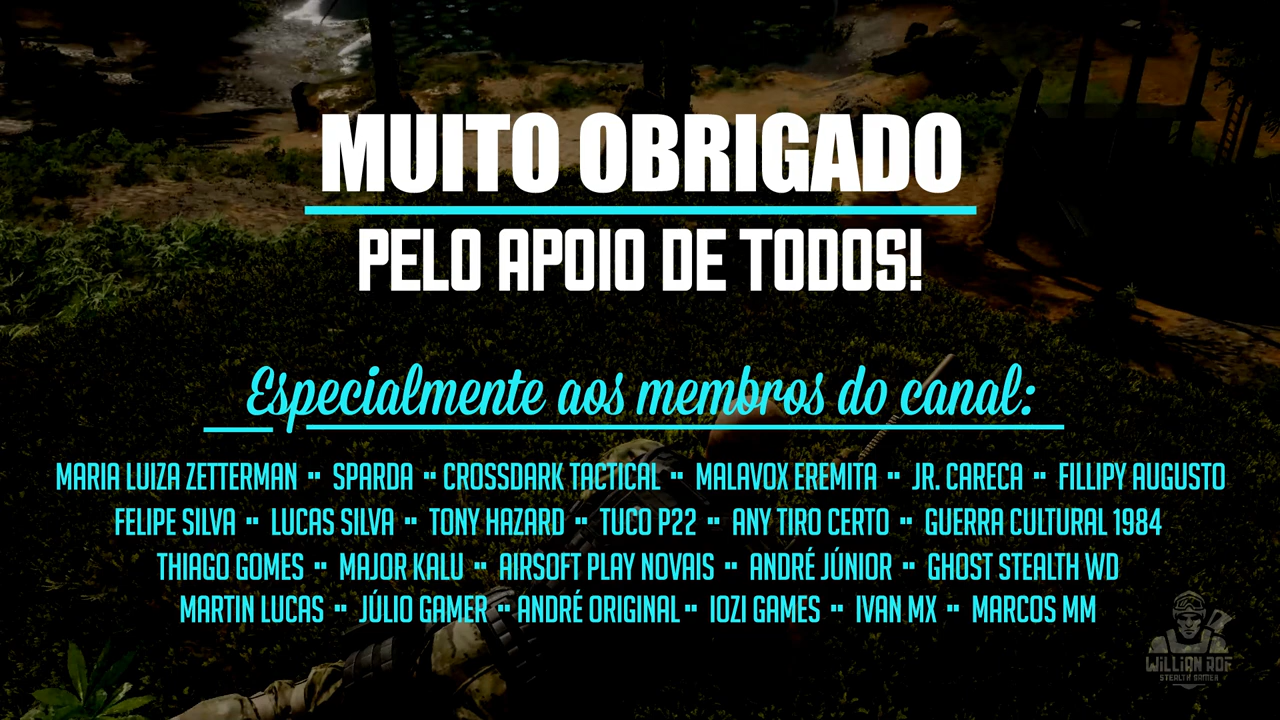 MUITO OBRIGADO
PELO APOIO DE TODOS!
Especialmente aos membros do canal:
MARIA LUIZA ZETTERMAN ▪▪ SPARDA ▪▪ CROSSDARK TACTICAL ▪▪ MALAVOX EREMITA ▪▪ JR. CARECA ▪▪ FILLIPY AUGUSTO
FELIPE SILVA ▪▪ LUCAS SILVA ▪▪ TONY HAZARD ▪▪ TUCO P22 ▪▪ ANY TIRO CERTO ▪▪ GUERRA CULTURAL 1984
THIAGO GOMES ▪▪ MAJOR KALU ▪▪ AIRSOFT PLAY NOVAIS ▪▪ ANDRÉ JÚNIOR ▪▪ GHOST STEALTH WD
MARTIN LUCAS ▪▪ JÚLIO GAMER ▪▪ ANDRÉ ORIGINAL ▪▪ IOZI GAMES ▪▪ IVAN MX ▪▪ MARCOS MM
WILLIAN ROF
STEALTH GAMER